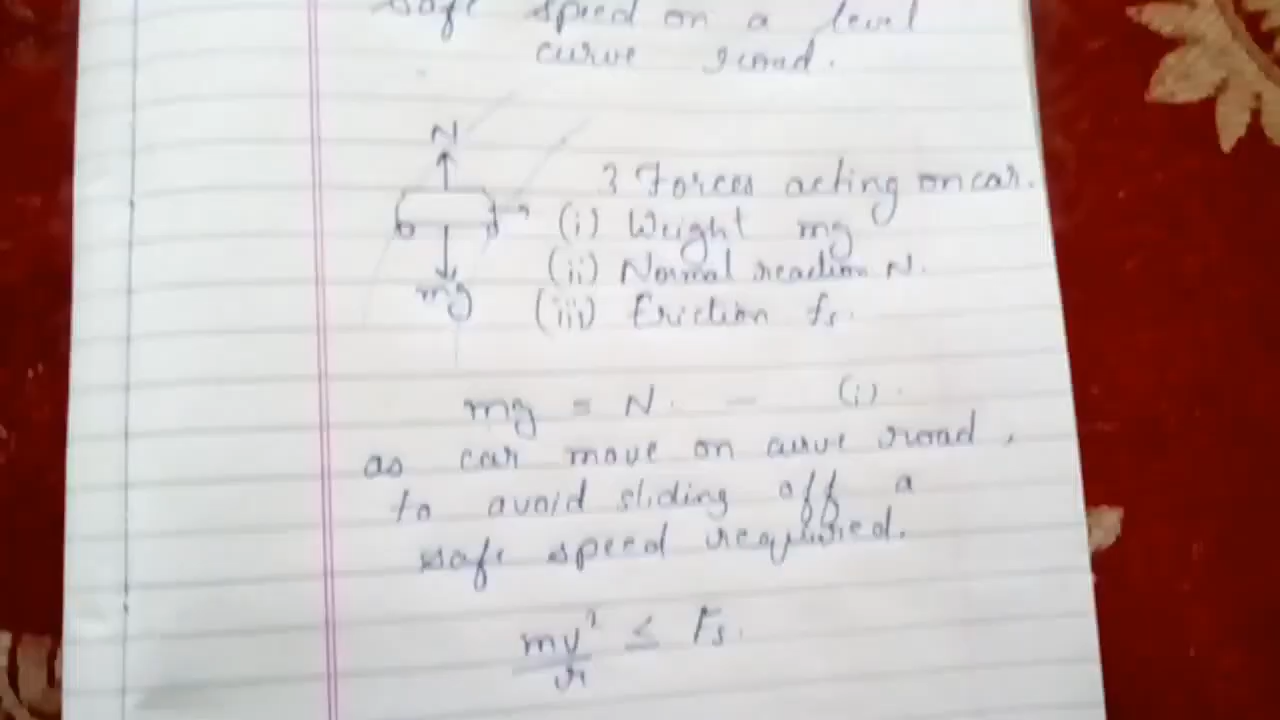 safe speed on a level
curve road.
N
3 Forces acting on car.
(i) Weight mg
(ii) Normal reaction N.
mg
(iii) Friction fs.
mg = N. - (i).
as car move on curve road,
to avoid sliding off a
safe speed required.
mv²/r ≤ Fs.